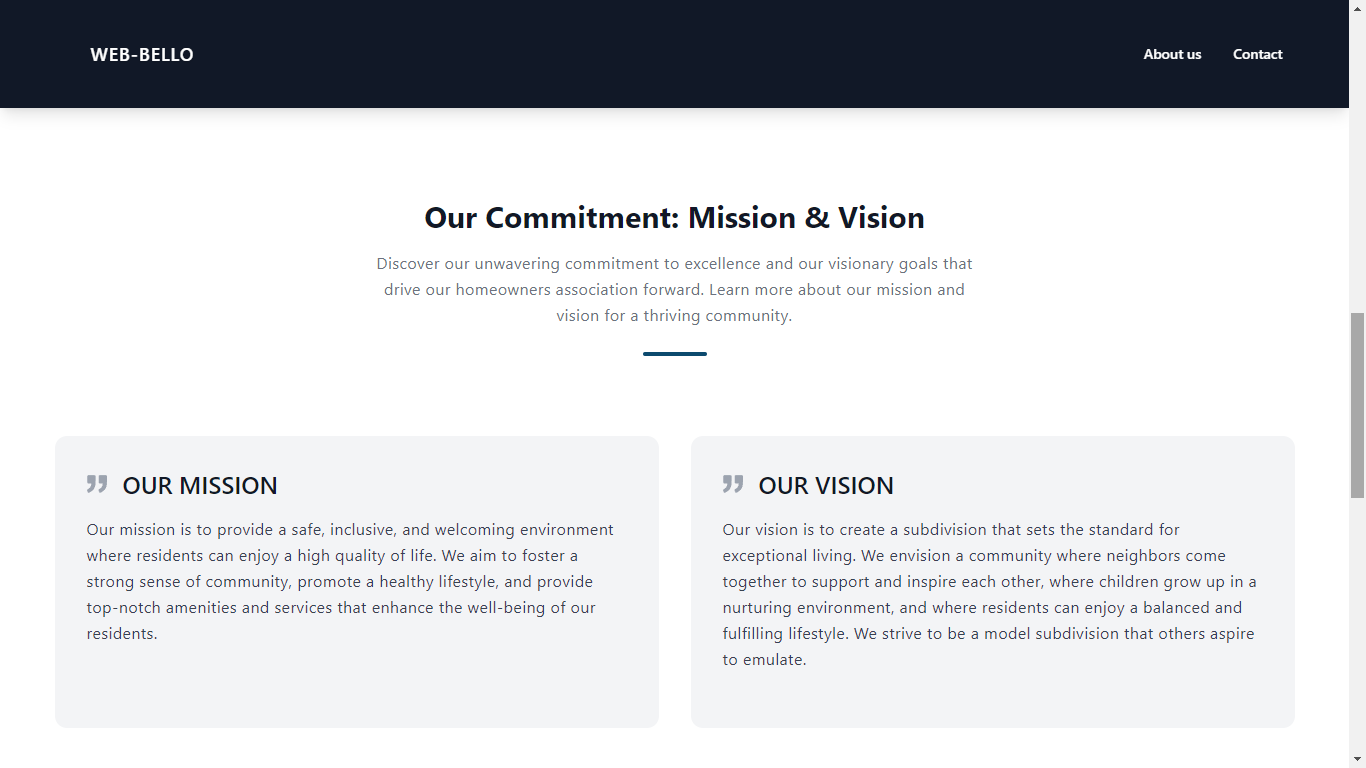 WEB-BELLO
About us
Contact
Our Commitment: Mission & Vision
Discover our unwavering commitment to excellence and our visionary goals that
drive our homeowners association forward. Learn more about our mission and
vision for a thriving community.
OUR MISSION
Our mission is to provide a safe, inclusive, and welcoming environment
where residents can enjoy a high quality of life. We aim to foster a
strong sense of community, promote a healthy lifestyle, and provide
top-notch amenities and services that enhance the well-being of our
residents.
OUR VISION
Our vision is to create a subdivision that sets the standard for
exceptional living. We envision a community where neighbors come
together to support and inspire each other, where children grow up in a
nurturing environment, and where residents can enjoy a balanced and
fulfilling lifestyle. We strive to be a model subdivision that others aspire
to emulate.